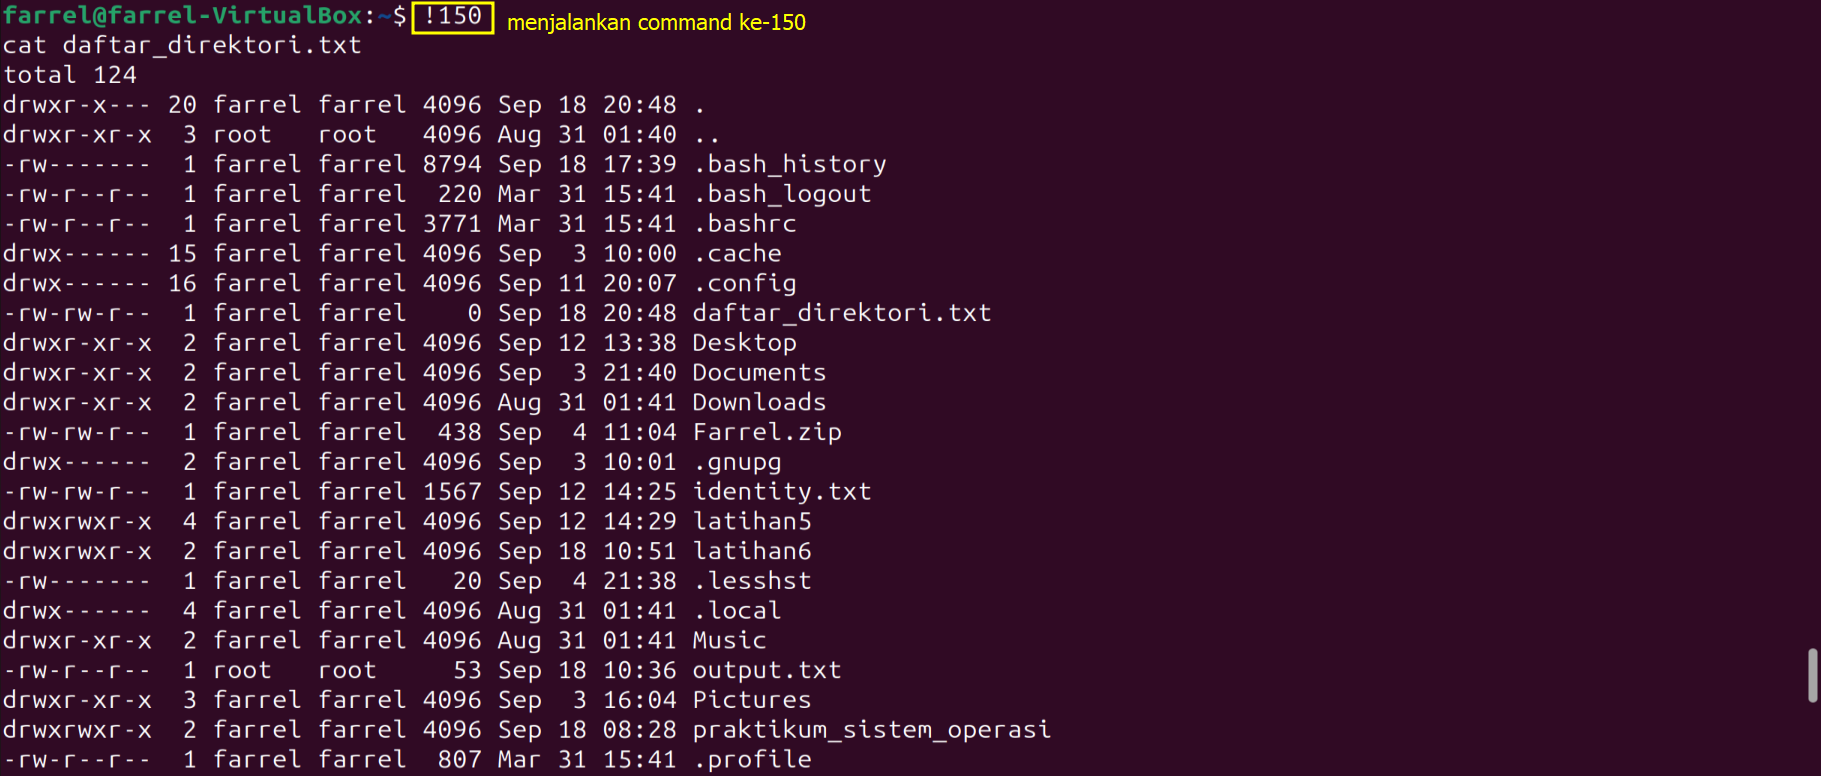 farrel@farrel-VirtualBox:~$ !150 menjalankan command ke-150
cat daftar_direktori.txt
total 124
drwxr-x--- 20 farrel farrel 4096 Sep 18 20:48 .
drwxr-xr-x  3 root   root   4096 Aug 31 01:40 ..
-rw-------  1 farrel farrel 8794 Sep 18 17:39 .bash_history
-rw-r--r--  1 farrel farrel  220 Mar 31 15:41 .bash_logout
-rw-r--r--  1 farrel farrel 3771 Mar 31 15:41 .bashrc
drwx------ 15 farrel farrel 4096 Sep  3 10:00 .cache
drwx------ 16 farrel farrel 4096 Sep 11 20:07 .config
-rw-rw-r--  1 farrel farrel    0 Sep 18 20:48 daftar_direktori.txt
drwxr-xr-x  2 farrel farrel 4096 Sep 12 13:38 Desktop
drwxr-xr-x  2 farrel farrel 4096 Sep  3 21:40 Documents
drwxr-xr-x  2 farrel farrel 4096 Aug 31 01:41 Downloads
-rw-rw-r--  1 farrel farrel  438 Sep  4 11:04 Farrel.zip
drwx------  2 farrel farrel 4096 Sep  3 10:01 .gnupg
-rw-rw-r--  1 farrel farrel 1567 Sep 12 14:25 identity.txt
drwxrwxr-x  4 farrel farrel 4096 Sep 12 14:29 latihan5
drwxrwxr-x  2 farrel farrel 4096 Sep 18 10:51 latihan6
-rw-------  1 farrel farrel   20 Sep  4 21:38 .lesshst
drwx------  4 farrel farrel 4096 Aug 31 01:41 .local
drwxr-xr-x  2 farrel farrel 4096 Aug 31 01:41 Music
-rw-r--r--  1 root   root     53 Sep 18 10:36 output.txt
drwxr-xr-x  3 farrel farrel 4096 Sep  3 16:04 Pictures
drwxrwxr-x  2 farrel farrel 4096 Sep 18 08:28 praktikum_sistem_operasi
-rw-r--r--  1 farrel farrel  807 Mar 31 15:41 .profile